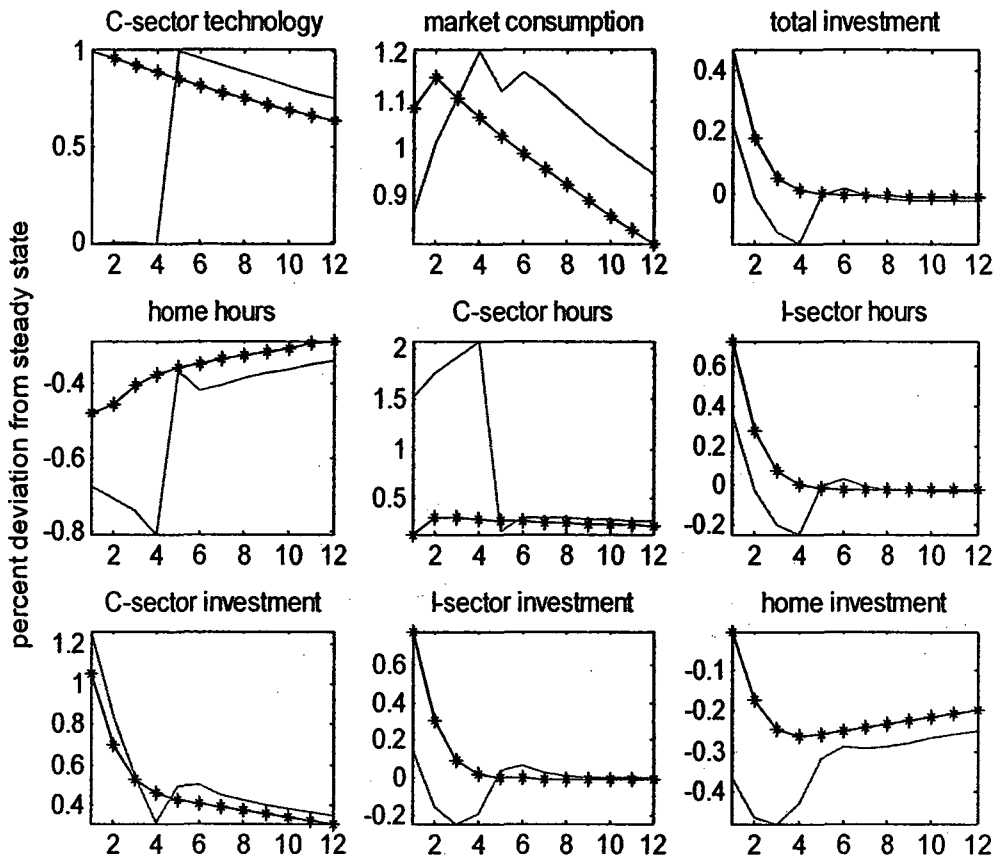 C-sector technology
market consumption
total investment
1
0.5
0
2 4 6 8 10 12
1.2
1.1
1
0.9
2 4 6 8 10 12
0.4
0.2
0
2 4 6 8 10 12
percent deviation from steady state
home hours
C-sector hours
I-sector hours
-0.4
-0.6
-0.8
2 4 6 8 10 12
2
1.5
1
0.5
2 4 6 8 10 12
0.6
0.4
0.2
0
-0.2
2 4 6 8 10 12
C-sector investment
I-sector investment
home investment
1.2
1
0.8
0.6
0.4
2 4 6 8 10 12
0.6
0.4
0.2
0
-0.2
2 4 6 8 10 12
-0.1
-0.2
-0.3
-0.4
2 4 6 8 10 12